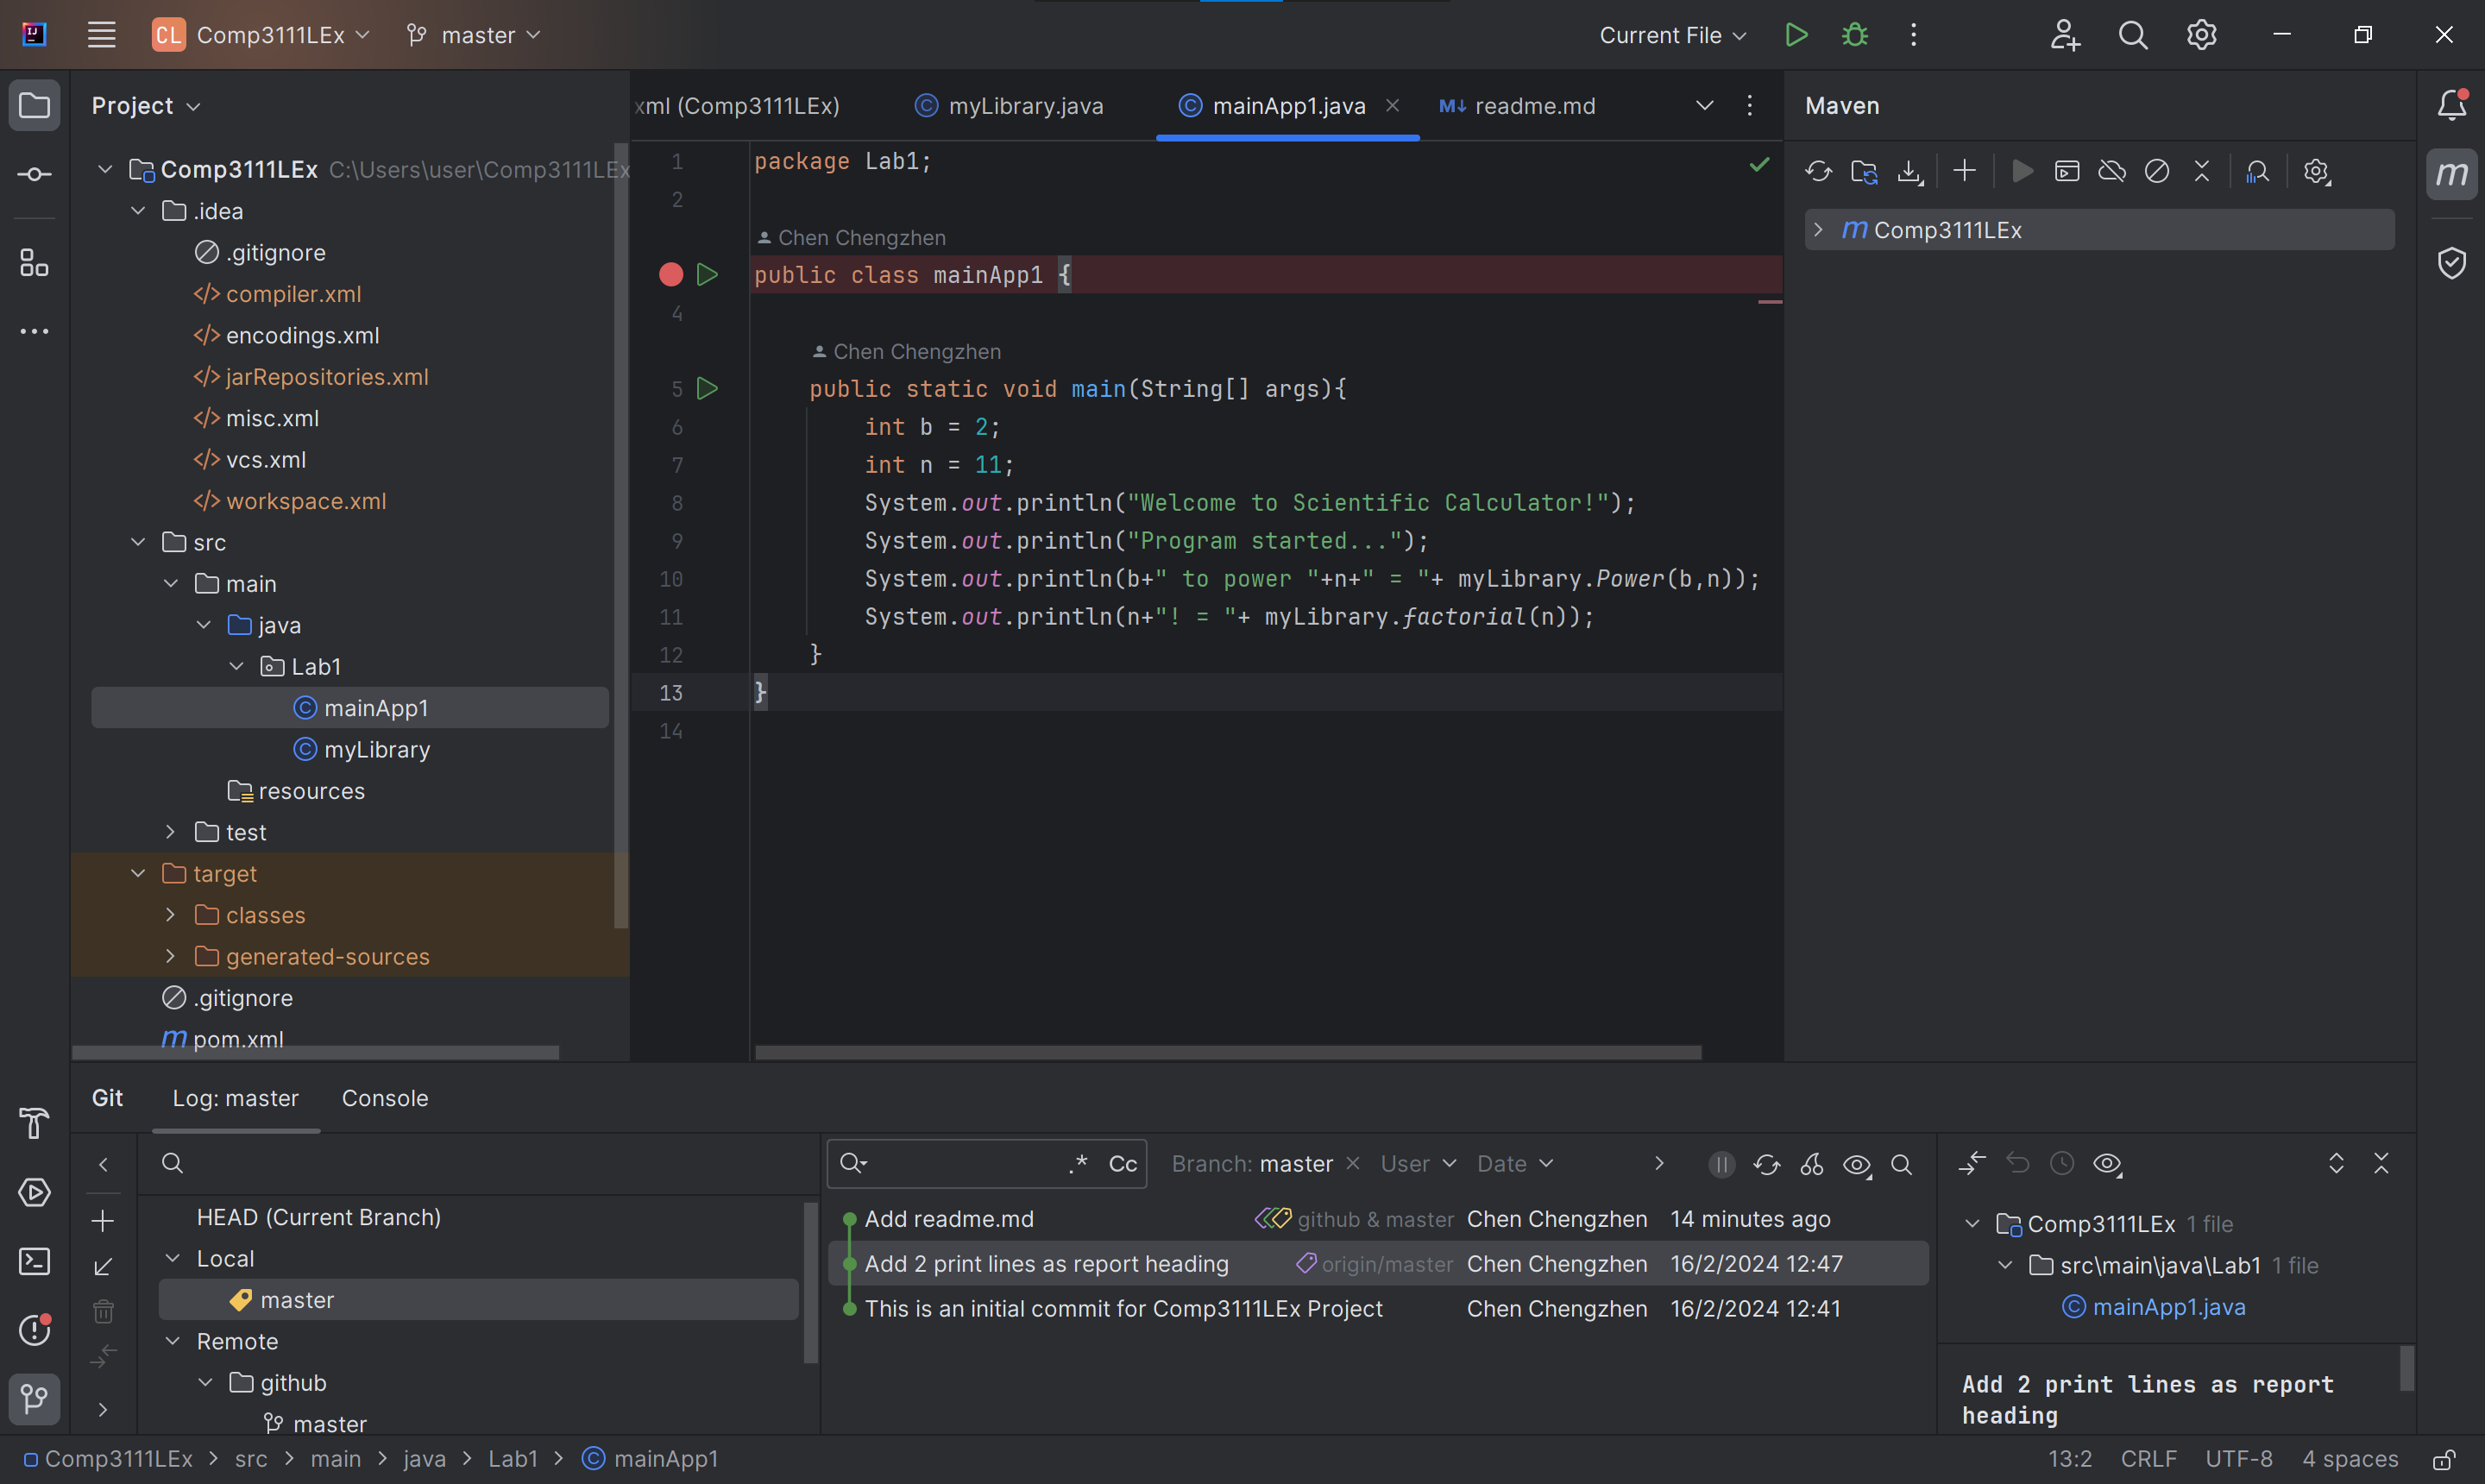 CL Comp3111LEx master Current File
Project
xml (Comp3111LEx) myLibrary.java mainApp1.java readme.md
Maven
Comp3111LEx C:\Users\user\Comp3111LEx
.idea
.gitignore
compiler.xml
encodings.xml
jarRepositories.xml
misc.xml
vcs.xml
workspace.xml
src
main
java
Lab1
mainApp1
myLibrary
resources
test
target
classes
generated-sources
.gitignore
pom.xml
1 package Lab1;
2
Chen Chengzhen
public class mainApp1 {
4
Chen Chengzhen
5 public static void main(String[] args){
6 int b = 2;
7 int n = 11;
8 System.out.println("Welcome to Scientific Calculator!");
9 System.out.println("Program started...");
10 System.out.println(b+" to power "+n+" = "+ myLibrary.Power(b,n));
11 System.out.println(n+"! = "+ myLibrary.factorial(n));
12 }
13 }
14
m Comp3111LEx
Git Log: master Console
HEAD (Current Branch)
Local
master
Remote
github
master
.* Cc Branch: master User Date
Add readme.md github & master Chen Chengzhen 14 minutes ago
Add 2 print lines as report heading origin/master Chen Chengzhen 16/2/2024 12:47
This is an initial commit for Comp3111LEx Project Chen Chengzhen 16/2/2024 12:41
Comp3111LEx 1 file
src\main\java\Lab1 1 file
mainApp1.java
Add 2 print lines as report
heading
Comp3111LEx > src > main > java > Lab1 > mainApp1
13:2 CRLF UTF-8 4 spaces